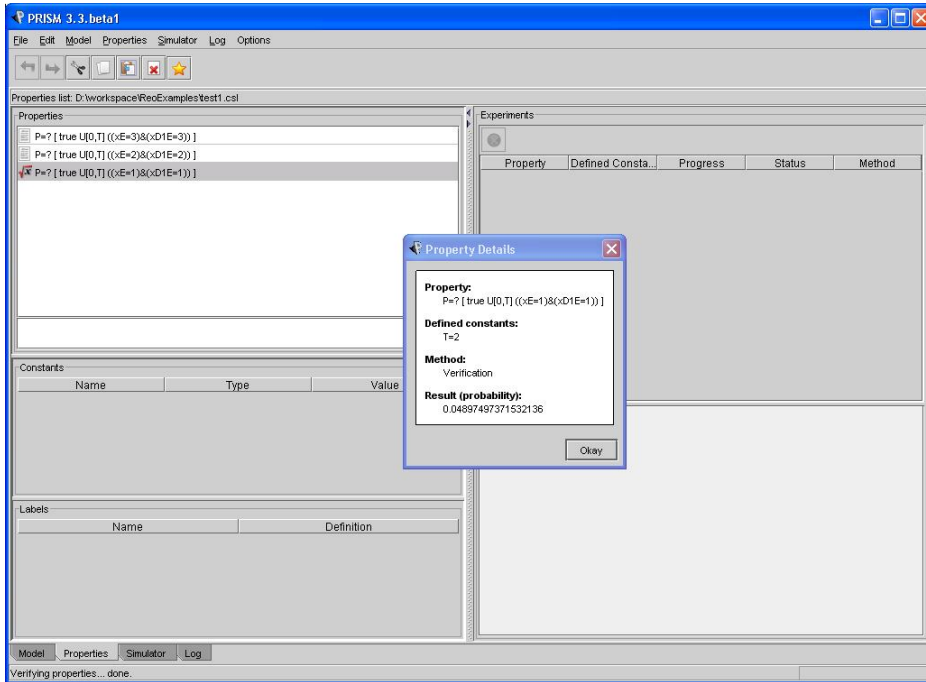 PRISM 3.3.beta1
File Edit Model Properties Simulator Log Options
Properties list: D:\workspace\ReoExamples\test1.csl
Properties
P=? [ true U[0,T] ((xE=3)&(xD1E=3)) ]
P=? [ true U[0,T] ((xE=2)&(xD1E=2)) ]
P=? [ true U[0,T] ((xE=1)&(xD1E=1)) ]
Experiments
Property Defined Consta... Progress Status Method
Property Details
Property:
P=? [ true U[0,T] ((xE=1)&(xD1E=1)) ]
Defined constants:
T=2
Method:
Verification
Result (probability):
0.04897497371532136
Okay
Constants
Name Type Value
Labels
Name Definition
Model Properties Simulator Log
Verifying properties... done.